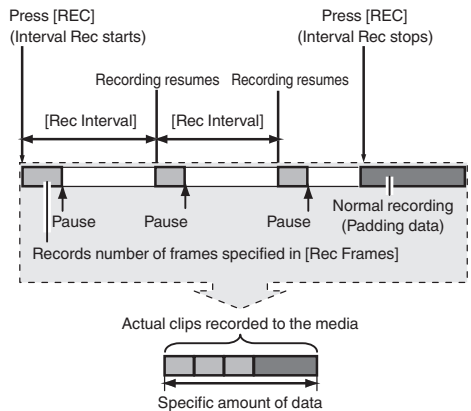 Press [REC]
(Interval Rec starts)
Press [REC]
(Interval Rec stops)
Recording resumes
Recording resumes
[Rec Interval]
[Rec Interval]
Pause
Pause
Pause
Normal recording
(Padding data)
Records number of frames specified in [Rec Frames]
Actual clips recorded to the media
Specific amount of data